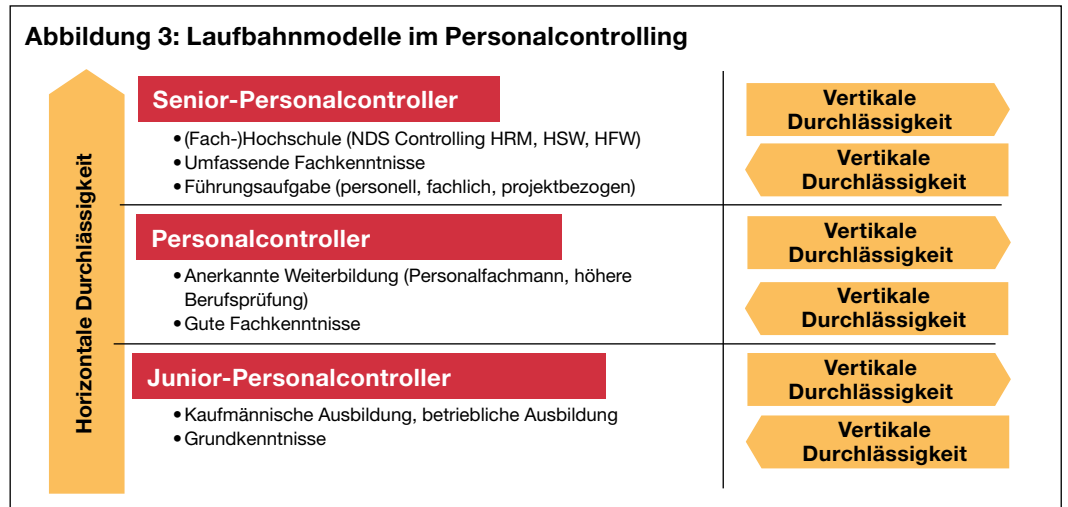 Abbildung 3: Laufbahnmodelle im Personalcontrolling
Horizontale Durchlässigkeit
Senior-Personalcontroller
•(Fach-)Hochschule (NDS Controlling HRM, HSW, HFW)
•Umfassende Fachkenntnisse
•Führungsaufgabe (personell, fachlich, projektbezogen)
Vertikale
Durchlässigkeit
Vertikale
Durchlässigkeit
Personalcontroller
•Anerkannte Weiterbildung (Personalfachmann, höhere
Berufsprüfung)
•Gute Fachkenntnisse
Vertikale
Durchlässigkeit
Vertikale
Durchlässigkeit
Junior-Personalcontroller
•Kaufmännische Ausbildung, betriebliche Ausbildung
•Grundkenntnisse
Vertikale
Durchlässigkeit
Vertikale
Durchlässigkeit